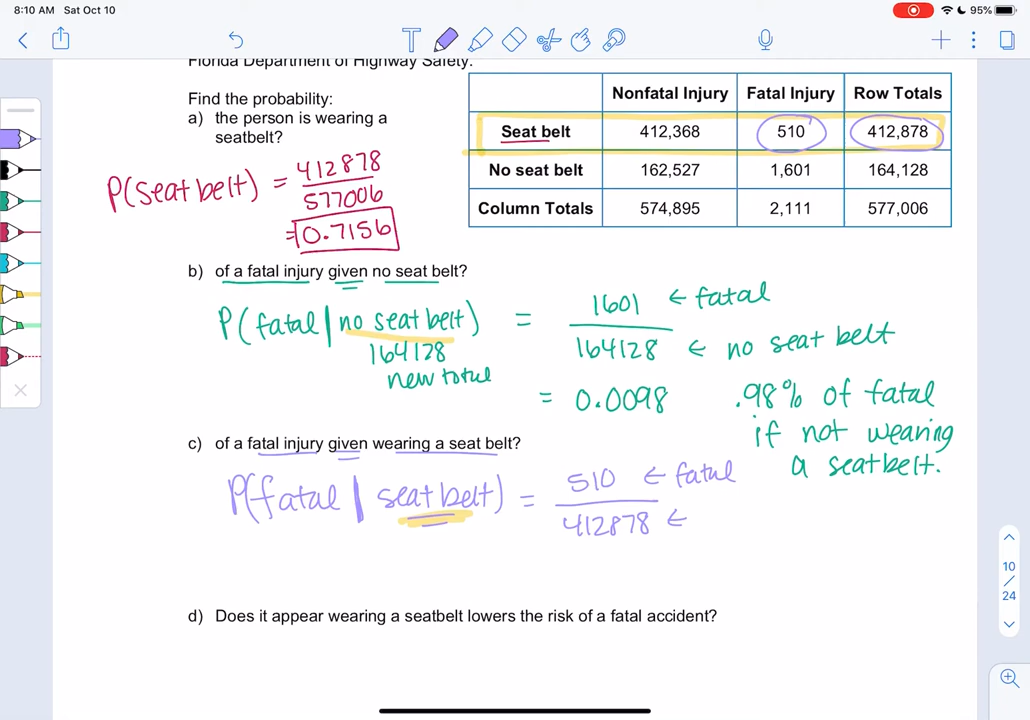 8:10 AM Sat Oct 10
95%
Florida Department of Highway Safety.
Find the probability:
a) the person is wearing a
seatbelt?
Nonfatal Injury Fatal Injury Row Totals
Seat belt 412,368 510 412,878
No seat belt 162,527 1,601 164,128
Column Totals 574,895 2,111 577,006
P(seat belt) = 412878
577006
= 0.7156
b) of a fatal injury given no seat belt?
P(fatal | no seat belt) = 1601 ← fatal
164128 ← no seat belt
164128
new total
= 0.0098
.98% of fatal
if not wearing
a seatbelt.
c) of a fatal injury given wearing a seat belt?
P(fatal | seat belt) = 510 ← fatal
412878 ←
d) Does it appear wearing a seatbelt lowers the risk of a fatal accident?
10
/
24
T